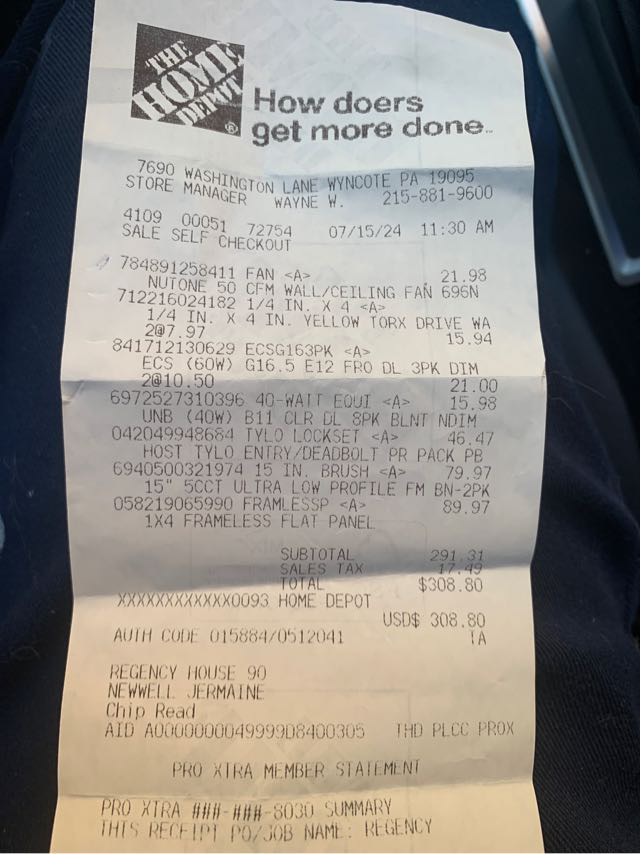 THE
HOME
DEPOT
®
How doers
get more done™
7690 WASHINGTON LANE WYNCOTE PA 19095
STORE MANAGER WAYNE W. 215-881-9600
4109 00051 72754 07/15/24 11:30 AM
SALE SELF CHECKOUT
784891258411 FAN <A> 21.98
NUTONE 50 CFM WALL/CEILING FAN 696N
712216024182 1/4 IN. X 4 <A>
1/4 IN. X 4 IN. YELLOW TORX DRIVE WA
2@7.97 15.94
841712130629 ECSG163PK <A>
ECS (60W) G16.5 E12 FRO DL 3PK DIM
2@10.50 21.00
6972527310396 40-WATT EQUI <A> 15.98
UNB (40W) B11 CLR DL 8PK BLNT NDIM
042049948684 TYLO LOCKSET <A> 46.47
HOST TYLO ENTRY/DEADBOLT PR PACK PB
6940500321974 15 IN. BRUSH <A> 79.97
15" 5CCT ULTRA LOW PROFILE FM BN-2PK
058219065990 FRAMLESSP <A> 89.97
1X4 FRAMELESS FLAT PANEL
SUBTOTAL 291.31
SALES TAX 17.49
TOTAL $308.80
XXXXXXXXXXXX0093 HOME DEPOT
USD$ 308.80
AUTH CODE 015884/0512041 TA
REGENCY HOUSE 90
NEWWELL JERMAINE
Chip Read
AID A0000000049999D8400305 THD PLCC PROX
PRO XTRA MEMBER STATEMENT
PRO XTRA ###-###-8030 SUMMARY
THIS RECEIPT PO/JOB NAME: REGENCY